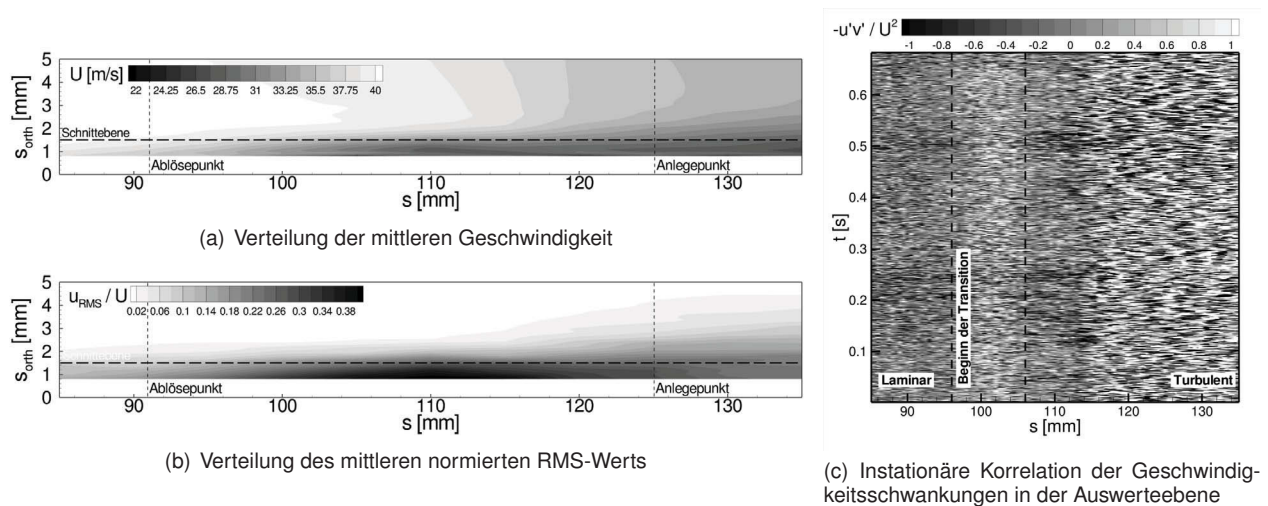 5
4
3
2
1
0
s_orth [mm]
U [m/s]
22 24.25 26.5 28.75 31 33.25 35.5 37.75 40
Schnittebene
Ablösepunkt
Anlegepunkt
90 100 110 120 130
s [mm]
(a) Verteilung der mittleren Geschwindigkeit
5
4
3
2
1
0
s_orth [mm]
u_RMS / U
0.02 0.06 0.1 0.14 0.18 0.22 0.26 0.3 0.34 0.38
Ablösepunkt
Anlegepunkt
90 100 110 120 130
s [mm]
(b) Verteilung des mittleren normierten RMS-Werts
-u'v' / U²
-1 -0.8 -0.6 -0.4 -0.2 0 0.2 0.4 0.6 0.8 1
0.6
0.5
0.4
0.3
0.2
0.1
t [s]
Laminar
Beginn der Transition
Turbulent
90 100 110 120 130
s [mm]
(c) Instationäre Korrelation der Geschwindig-
keitsschwankungen in der Auswerteebene